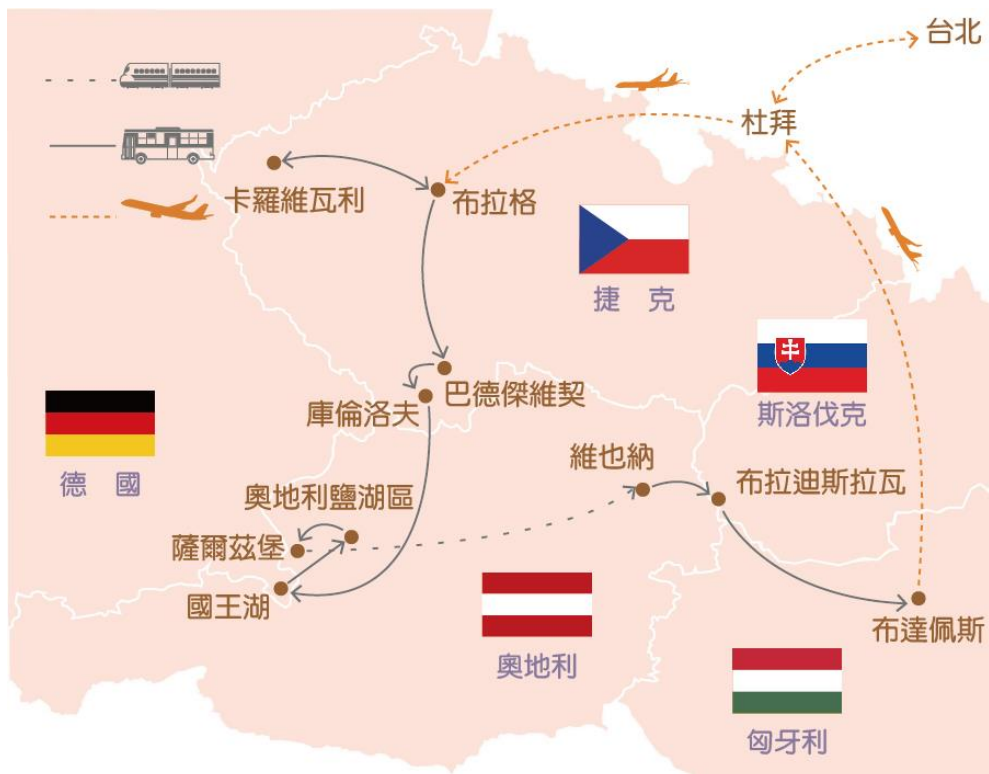 台北
杜拜
卡羅維瓦利
布拉格
捷 克
斯洛伐克
巴德傑維契
庫倫洛夫
德 國
維也納
布拉迪斯拉瓦
奧地利鹽湖區
薩爾茲堡
國王湖
布達佩斯
奧地利
匈牙利